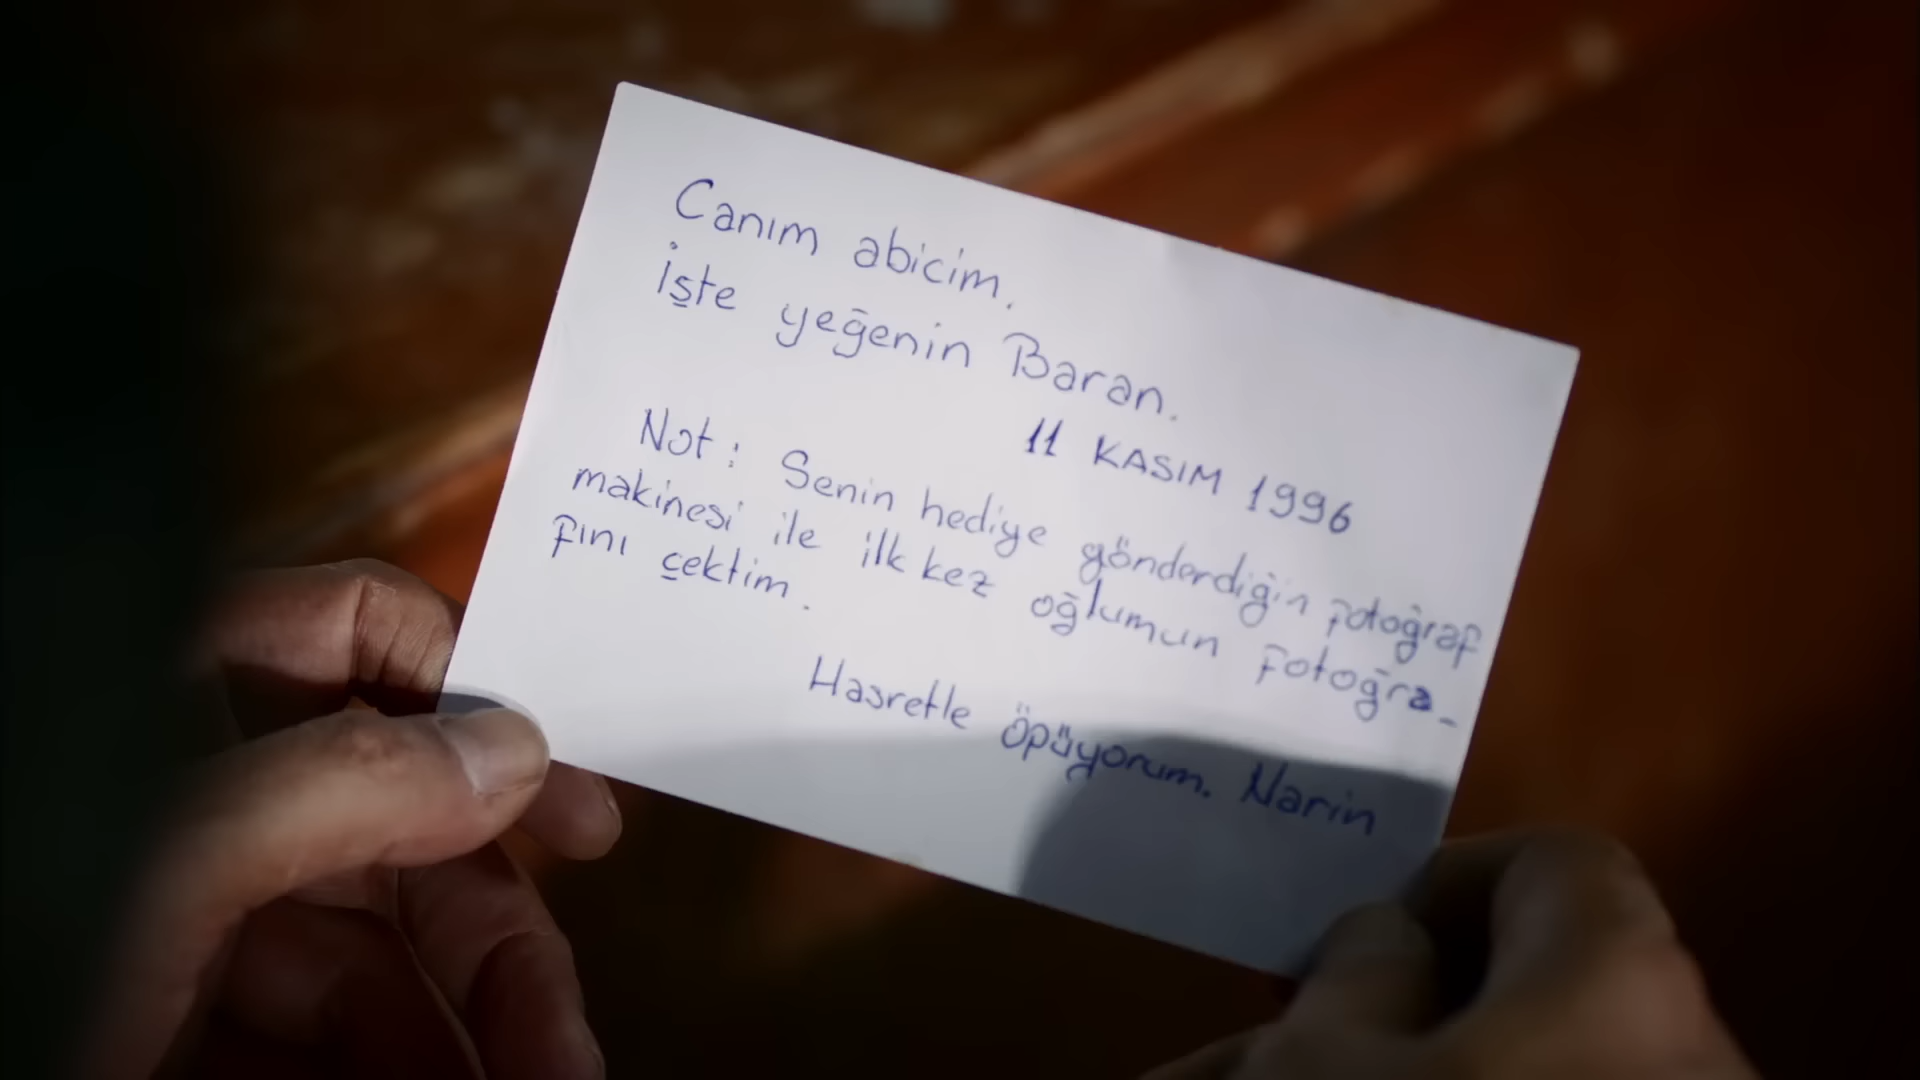 Canım abicim.
İşte yeğenin Baran.
11 KASIM 1996
Not: Senin hediye gönderdiğin fotoğraf
makinesi ile ilk kez oğlumun fotoğra-
fını çektim.
Hasretle öpüyorum. Narin